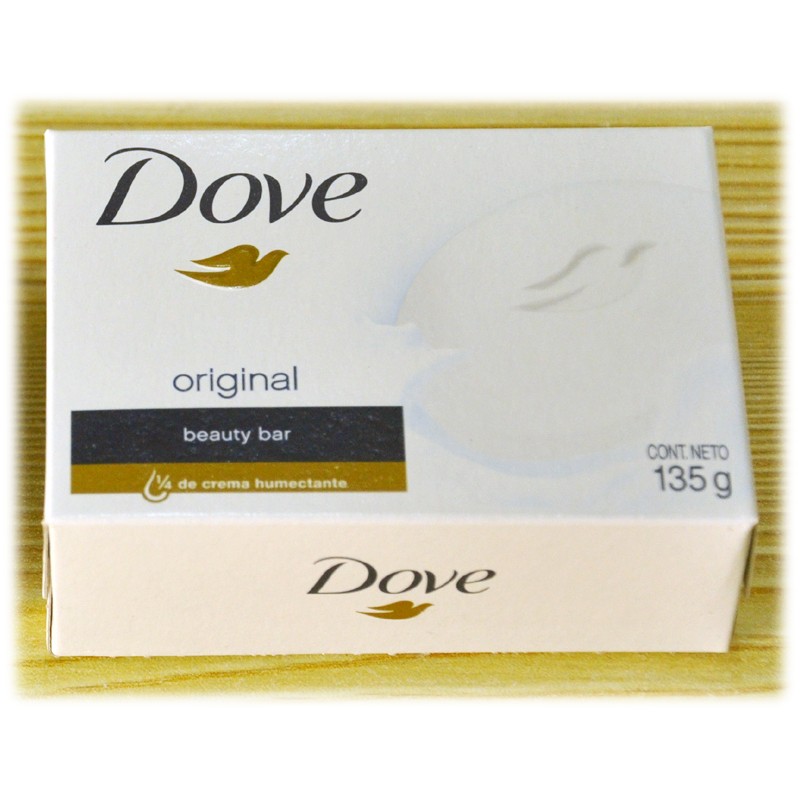 Dove
original
beauty bar
¼ de crema humectante
CONT. NETO
135 g
Dove